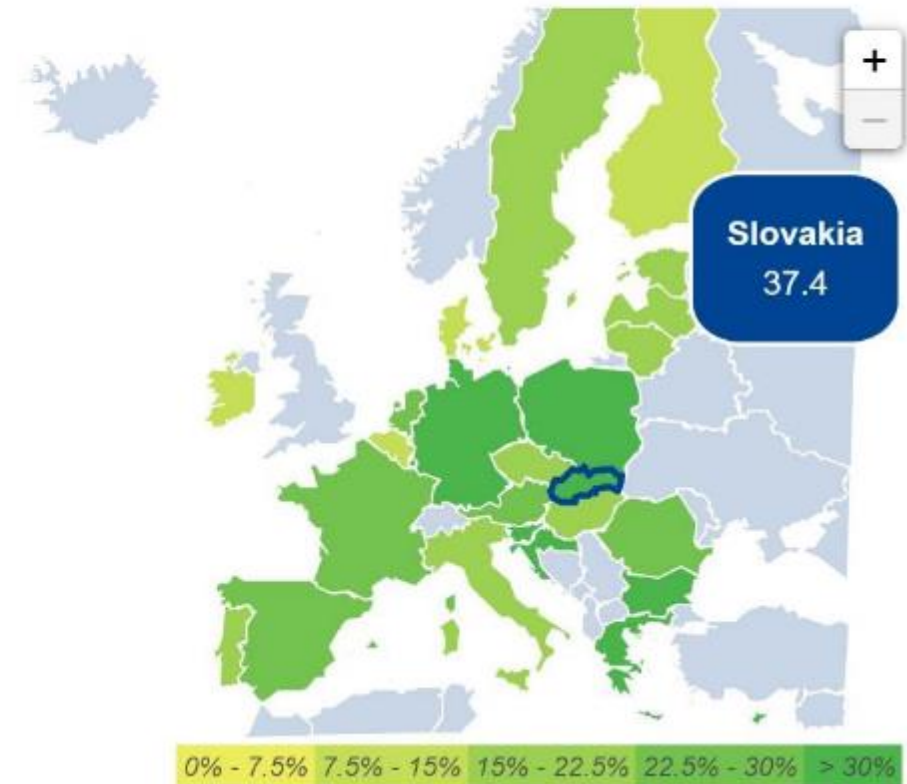 +
−
Slovakia
37.4
0% - 7.5% 7.5% - 15% 15% - 22.5% 22.5% - 30% > 30%